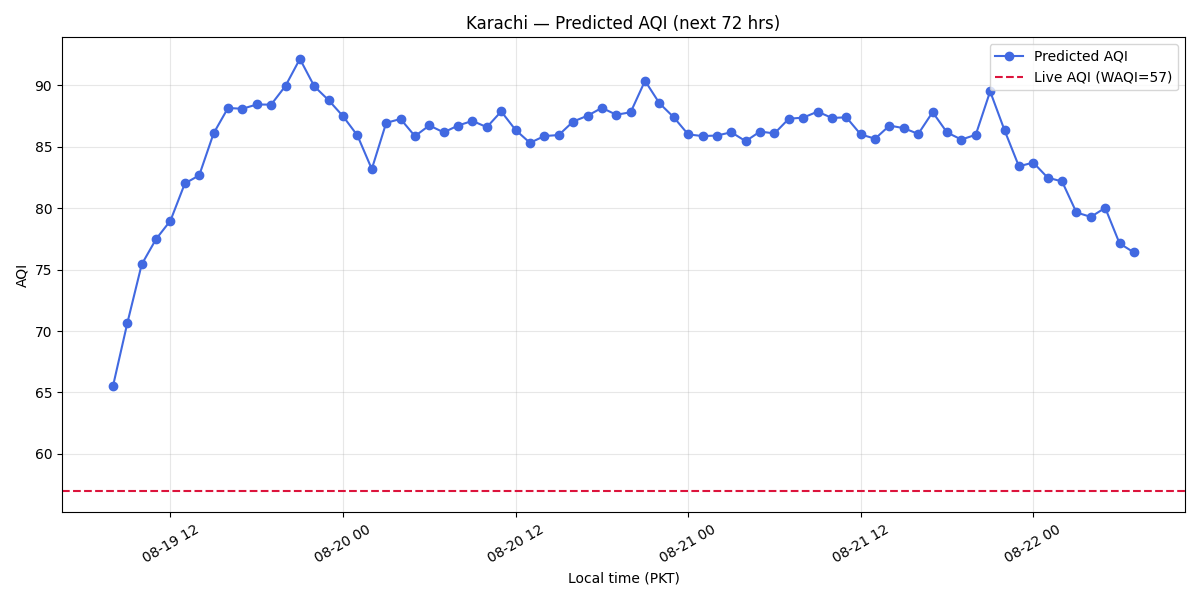 Karachi — Predicted AQI (next 72 hrs)
Predicted AQI
Live AQI (WAQI=57)
AQI
90
85
80
75
70
65
60
08-19 12
08-20 00
08-20 12
08-21 00
08-21 12
08-22 00
Local time (PKT)